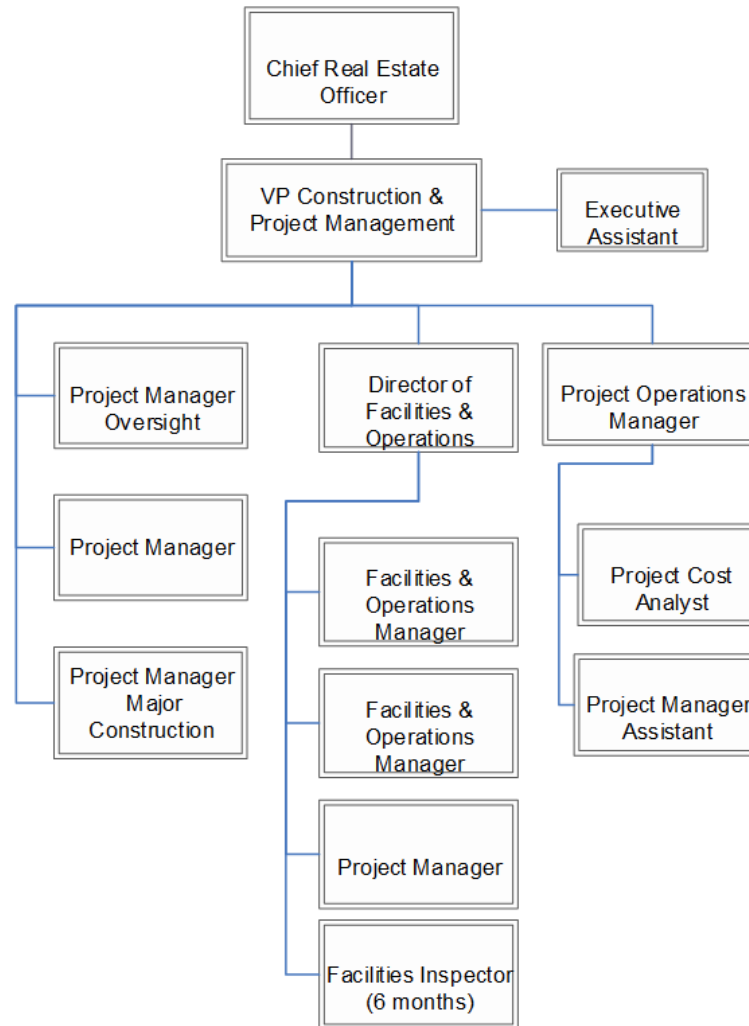 Chief Real Estate
Officer
VP Construction &
Project Management
Executive
Assistant
Project Manager
Oversight
Director of
Facilities &
Operations
Project Operations
Manager
Project Manager
Facilities &
Operations
Manager
Project Cost
Analyst
Project Manager
Major
Construction
Facilities &
Operations
Manager
Project Manager
Assistant
Project Manager
Facilities Inspector
(6 months)